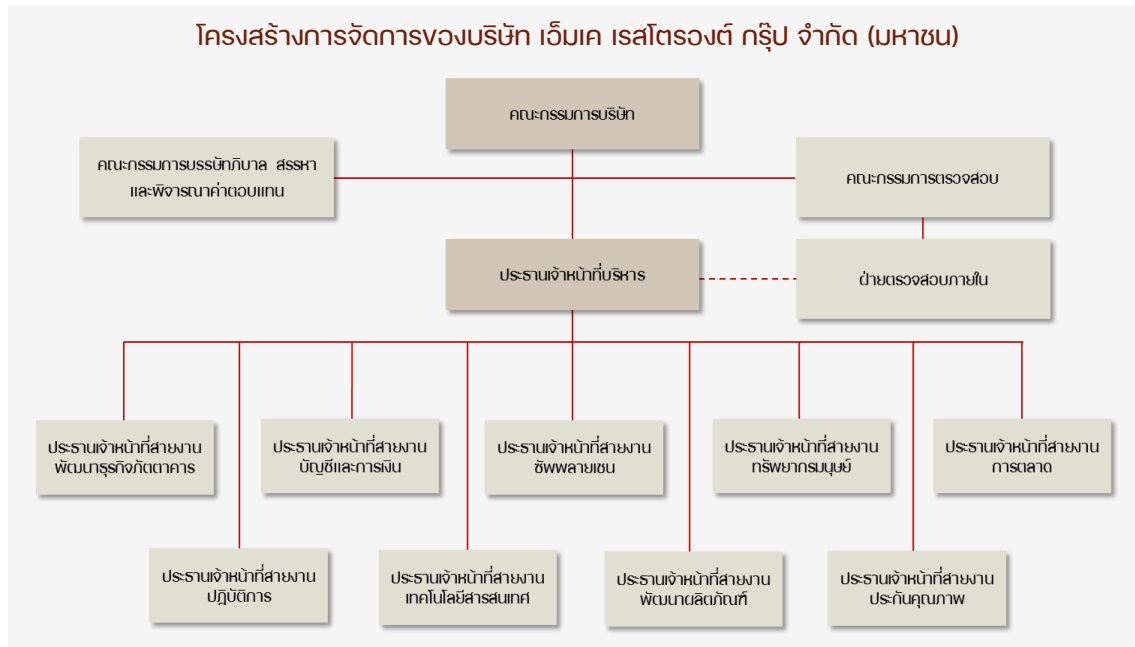 โครงสร้างการจัดการของบริษัท เอ็มเค เรสโตรองต์ กรุ๊ป จำกัด (มหาชน)
คณะกรรมการบริษัท
คณะกรรมการบรรษัทภิบาล สรรหา
และพิจารณาค่าตอบแทน
คณะกรรมการตรวจสอบ
ประธานเจ้าหน้าที่บริหาร
ฝ่ายตรวจสอบภายใน
ประธานเจ้าหน้าที่สายงาน
พัฒนาธุรกิจภัตตาคาร
ประธานเจ้าหน้าที่สายงาน
บัญชีและการเงิน
ประธานเจ้าหน้าที่สายงาน
ซัพพลายเชน
ประธานเจ้าหน้าที่สายงาน
ทรัพยากรมนุษย์
ประธานเจ้าหน้าที่สายงาน
การตลาด
ประธานเจ้าหน้าที่สายงาน
ปฏิบัติการ
ประธานเจ้าหน้าที่สายงาน
เทคโนโลยีสารสนเทศ
ประธานเจ้าหน้าที่สายงาน
พัฒนาผลิตภัณฑ์
ประธานเจ้าหน้าที่สายงาน
ประกันคุณภาพ